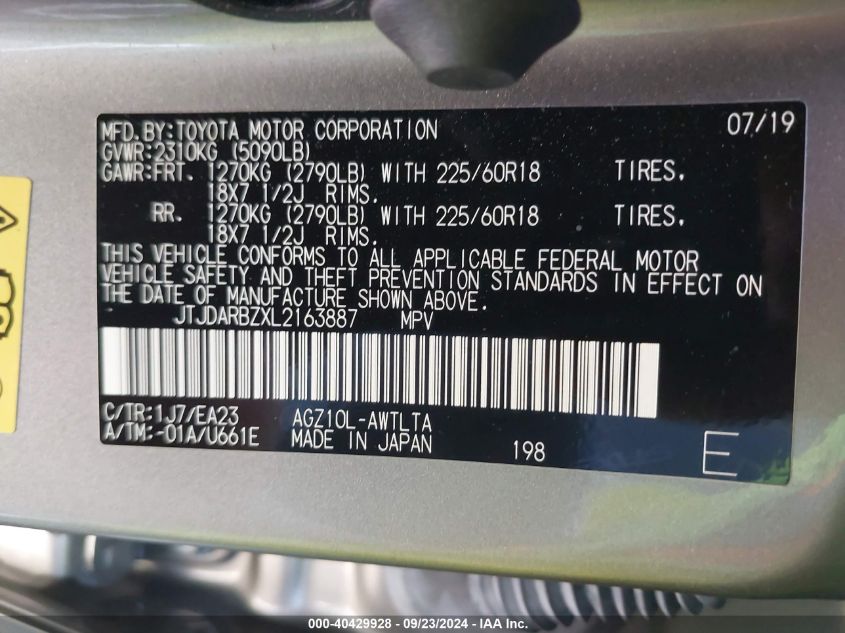 MFD. BY: TOYOTA MOTOR CORPORATION 07/19
GVWR: 2310KG (5090LB)
GAWR: FRT. 1270KG (2790LB) WITH 225/60R18 TIRES.
18X7 1/2J RIMS.
RR. 1270KG (2790LB) WITH 225/60R18 TIRES.
18X7 1/2J RIMS.
THIS VEHICLE CONFORMS TO ALL APPLICABLE FEDERAL MOTOR
VEHICLE SAFETY AND THEFT PREVENTION STANDARDS IN EFFECT ON
THE DATE OF MANUFACTURE SHOWN ABOVE.
JTJDARBZXL2163887 MPV
C/TR: 1J7/EA23 AGZ10L-AWTLTA
A/TM: -01A/U661E MADE IN JAPAN 198 E
000-40429928 - 09/23/2024 - IAA Inc.